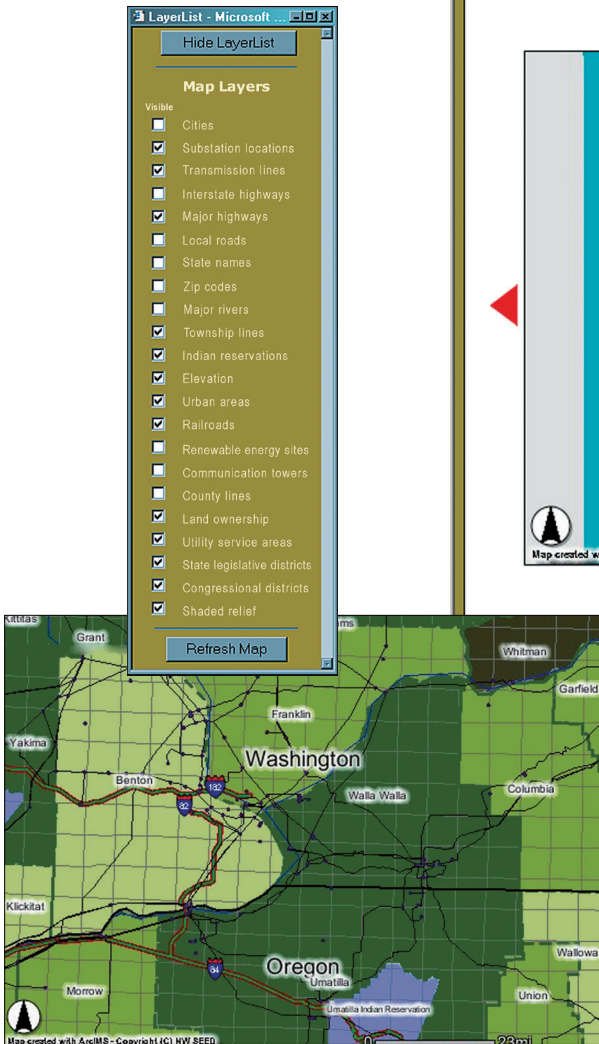 LayerList - Microsoft ...
Hide LayerList
Map Layers
Visible
Cities
Substation locations
Transmission lines
Interstate highways
Major highways
Local roads
State names
Zip codes
Major rivers
Township lines
Indian reservations
Elevation
Urban areas
Railroads
Renewable energy sites
Communication towers
County lines
Land ownership
Utility service areas
State legislative districts
Congressional districts
Shaded relief
Refresh Map
Map created w
Kittitas
Grant
ms
Whitman
Garfield
Franklin
Yakima
Washington
Benton
182
82
Walla Walla
Columbia
Klickitat
Wallowa
Oregon
84
Umatilla
Morrow
Union
Umatilla Indian Reservation
Map created with ArcIMS - Copyright (C) NW SEED
0
23mi